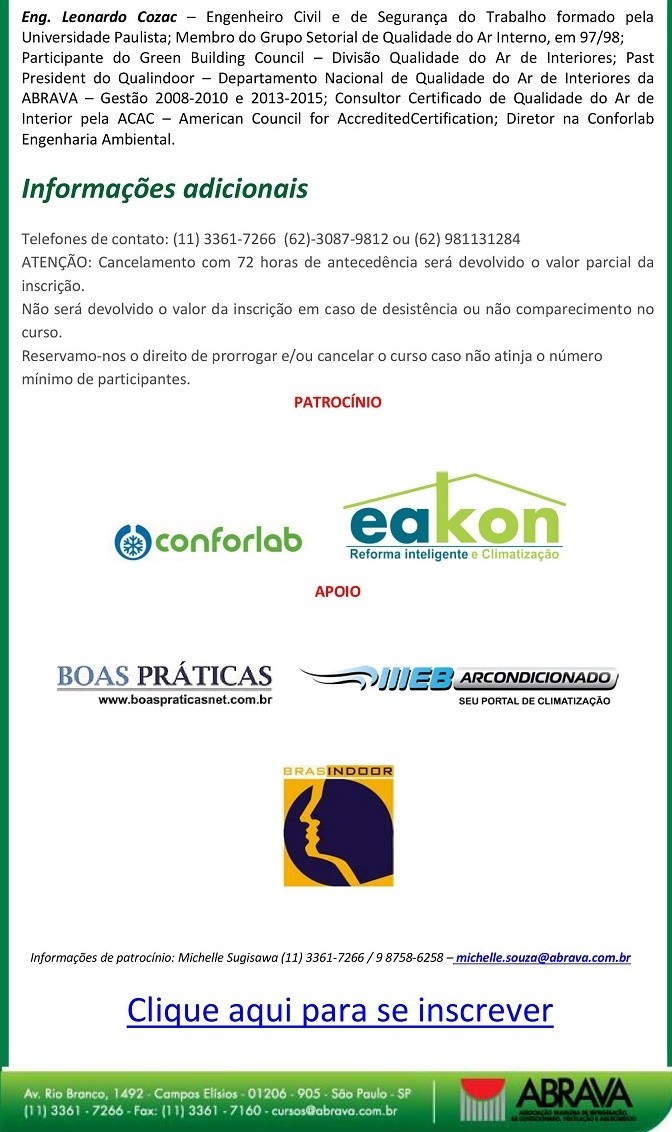 Eng. Leonardo Cozac – Engenheiro Civil e de Segurança do Trabalho formado pela
Universidade Paulista; Membro do Grupo Setorial de Qualidade do Ar Interno, em 97/98;
Participante do Green Building Council – Divisão Qualidade do Ar de Interiores; Past
President do Qualindoor – Departamento Nacional de Qualidade do Ar de Interiores da
ABRAVA – Gestão 2008-2010 e 2013-2015; Consultor Certificado de Qualidade do Ar de
Interior pela ACAC – American Council for AccreditedCertification; Diretor na Conforlab
Engenharia Ambiental.
Informações adicionais
Telefones de contato: (11) 3361-7266 (62)-3087-9812 ou (62) 981131284
ATENÇÃO: Cancelamento com 72 horas de antecedência será devolvido o valor parcial da
inscrição.
Não será devolvido o valor da inscrição em caso de desistência ou não comparecimento no
curso.
Reservamo-nos o direito de prorrogar e/ou cancelar o curso caso não atinja o número
mínimo de participantes.
PATROCÍNIO
conforlab
eakon
Reforma inteligente e Climatização
APOIO
BOAS PRÁTICAS
www.boaspraticasnet.com.br
WEB ARCONDICIONADO
SEU PORTAL DE CLIMATIZAÇÃO
BRASINDOOR
Informações de patrocínio: Michelle Sugisawa (11) 3361-7266 / 9 8758-6258 – michelle.souza@abrava.com.br
Clique aqui para se inscrever
Av. Rio Branco, 1492 - Campos Elísios - 01206 - 905 - São Paulo - SP
(11) 3361 - 7266 - Fax: (11) 3361 - 7160 - cursos@abrava.com.br
ABRAVA
ASSOCIAÇÃO BRASILEIRA DE REFRIGERAÇÃO,
AR CONDICIONADO, VENTILAÇÃO E AQUECIMENTO